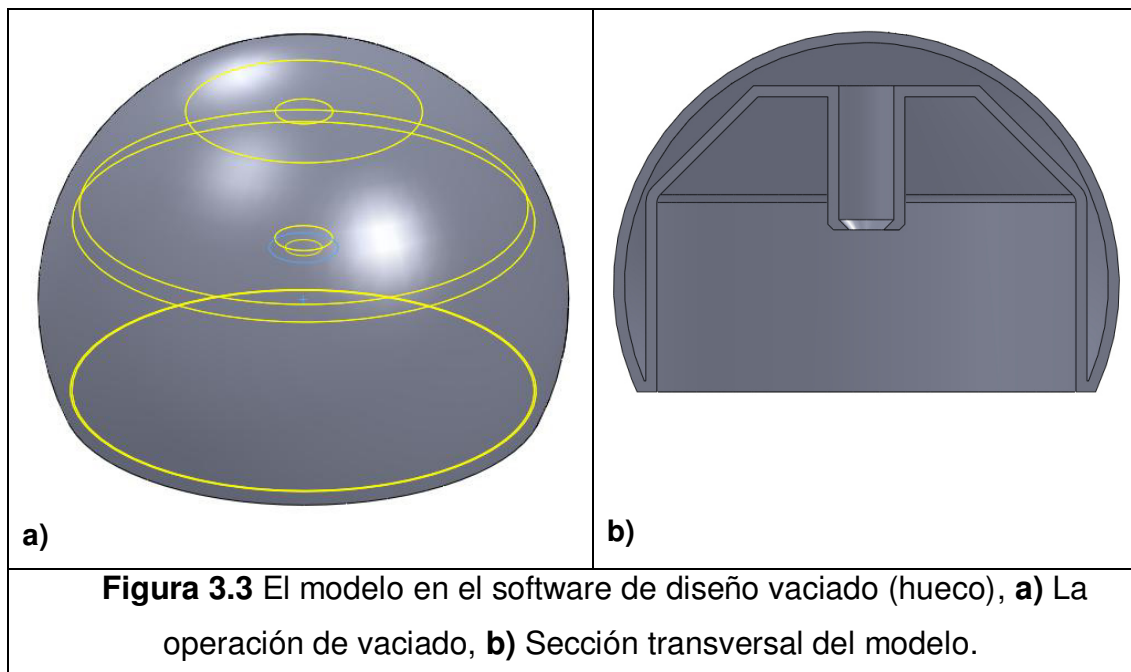 a)
b)
Figura 3.3 El modelo en el software de diseño vaciado (hueco), a) La
operación de vaciado, b) Sección transversal del modelo.